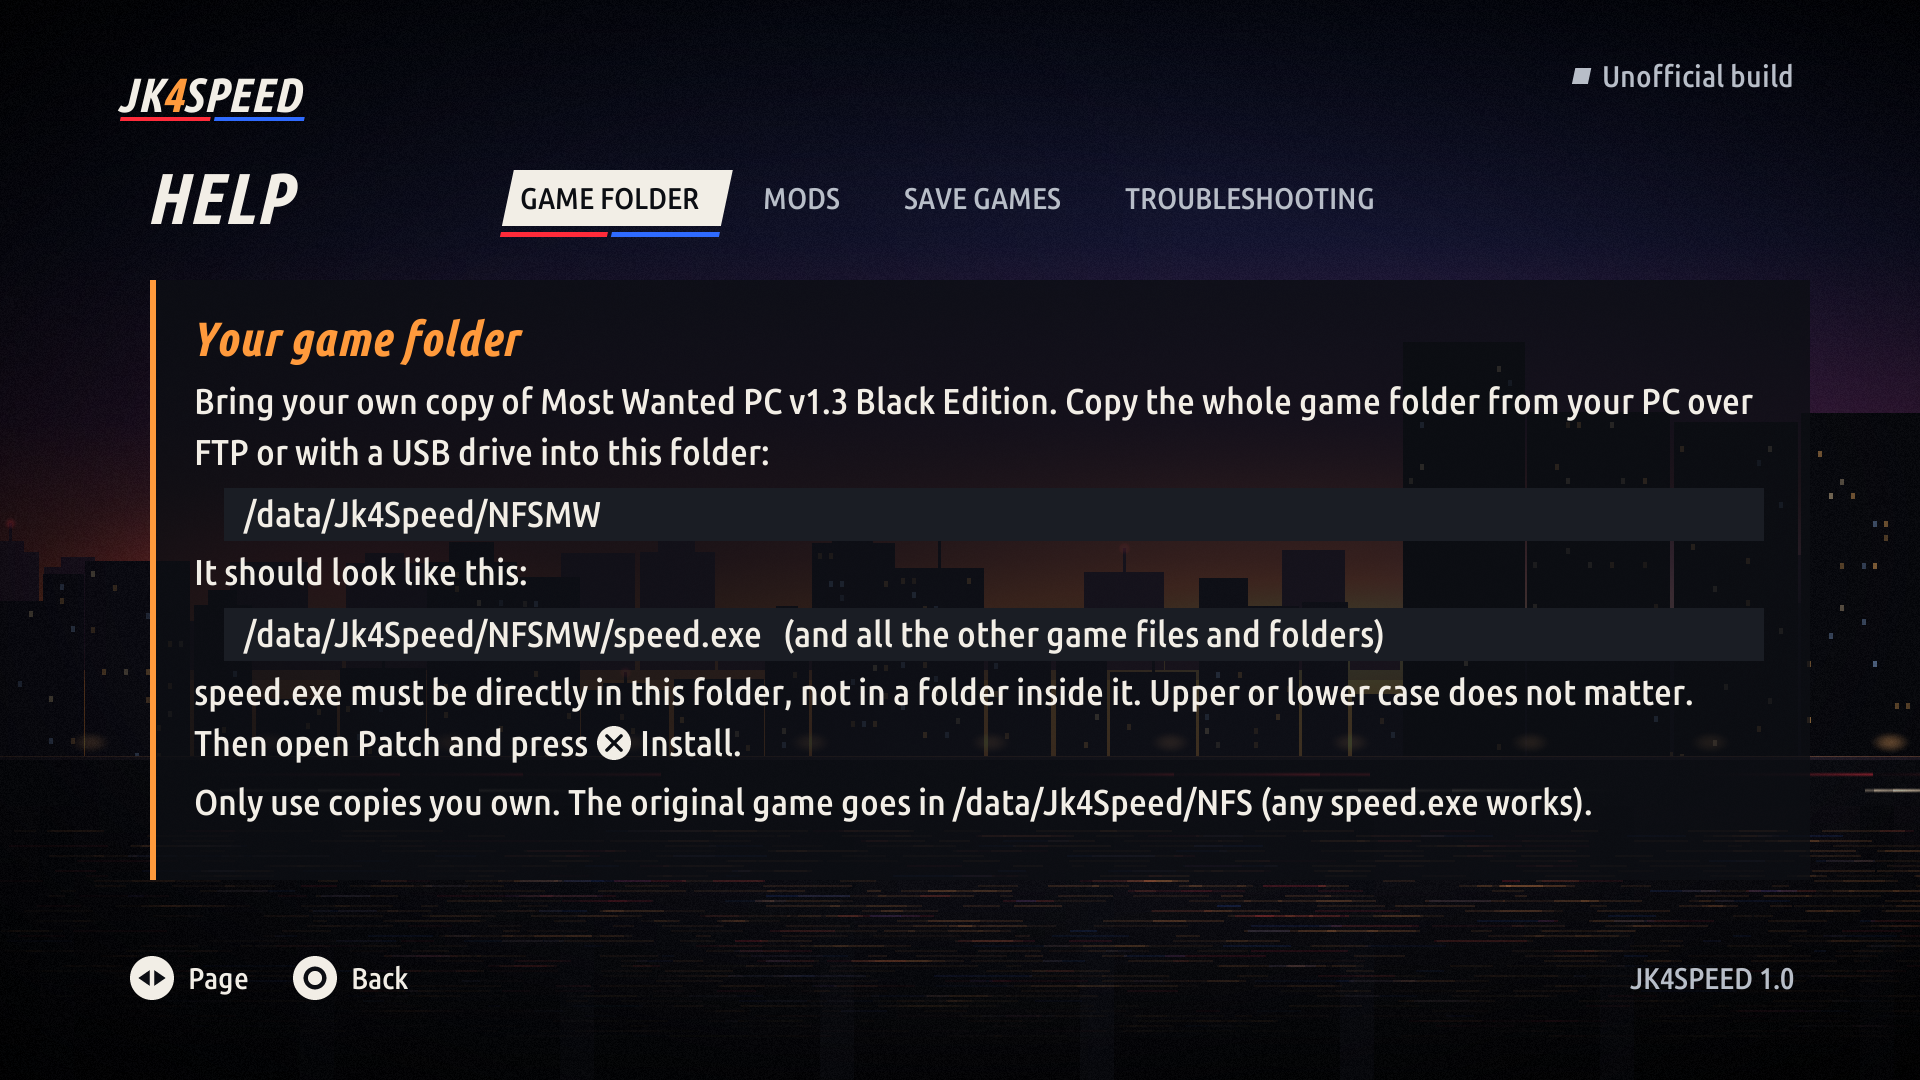 JK4SPEED
Unofficial build
HELP
GAME FOLDER
MODS
SAVE GAMES
TROUBLESHOOTING
Your game folder
Bring your own copy of Most Wanted PC v1.3 Black Edition. Copy the whole game folder from your PC over
FTP or with a USB drive into this folder:
/data/Jk4Speed/NFSMW
It should look like this:
/data/Jk4Speed/NFSMW/speed.exe (and all the other game files and folders)
speed.exe must be directly in this folder, not in a folder inside it. Upper or lower case does not matter.
Then open Patch and press Install.
Only use copies you own. The original game goes in /data/Jk4Speed/NFS (any speed.exe works).
Page
Back
JK4SPEED 1.0